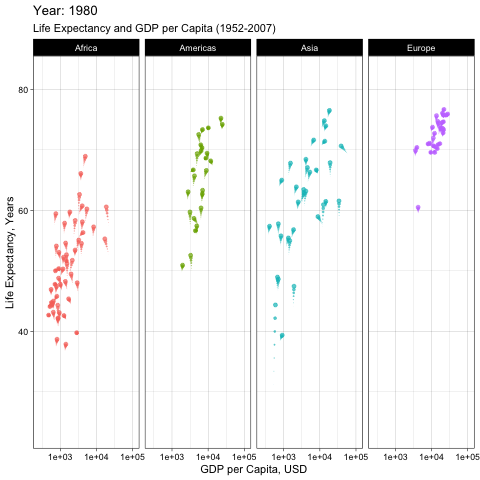 Year: 1980
Life Expectancy and GDP per Capita (1952-2007)
Africa Americas Asia Europe
80
60
40
Life Expectancy, Years
1e+03 1e+04 1e+05 1e+03 1e+04 1e+05 1e+03 1e+04 1e+05 1e+03 1e+04 1e+05
GDP per Capita, USD